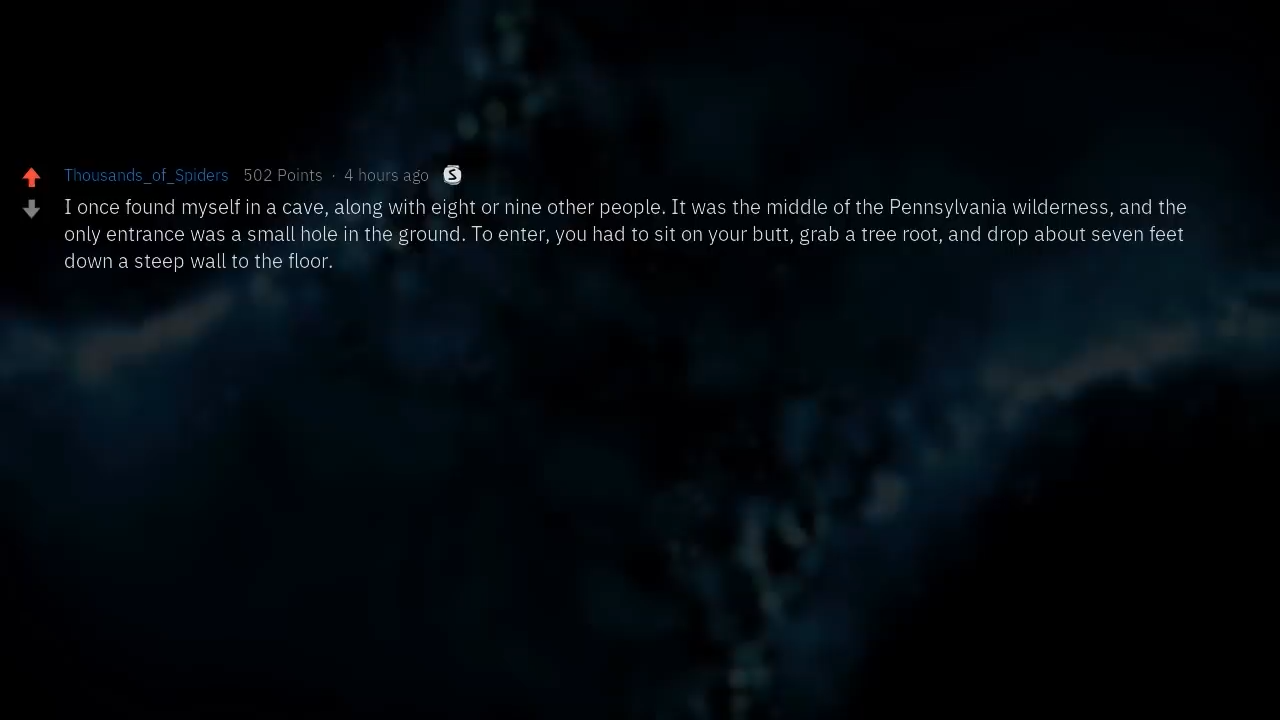 Thousands_of_Spiders 502 Points · 4 hours ago S
I once found myself in a cave, along with eight or nine other people. It was the middle of the Pennsylvania wilderness, and the
only entrance was a small hole in the ground. To enter, you had to sit on your butt, grab a tree root, and drop about seven feet
down a steep wall to the floor.